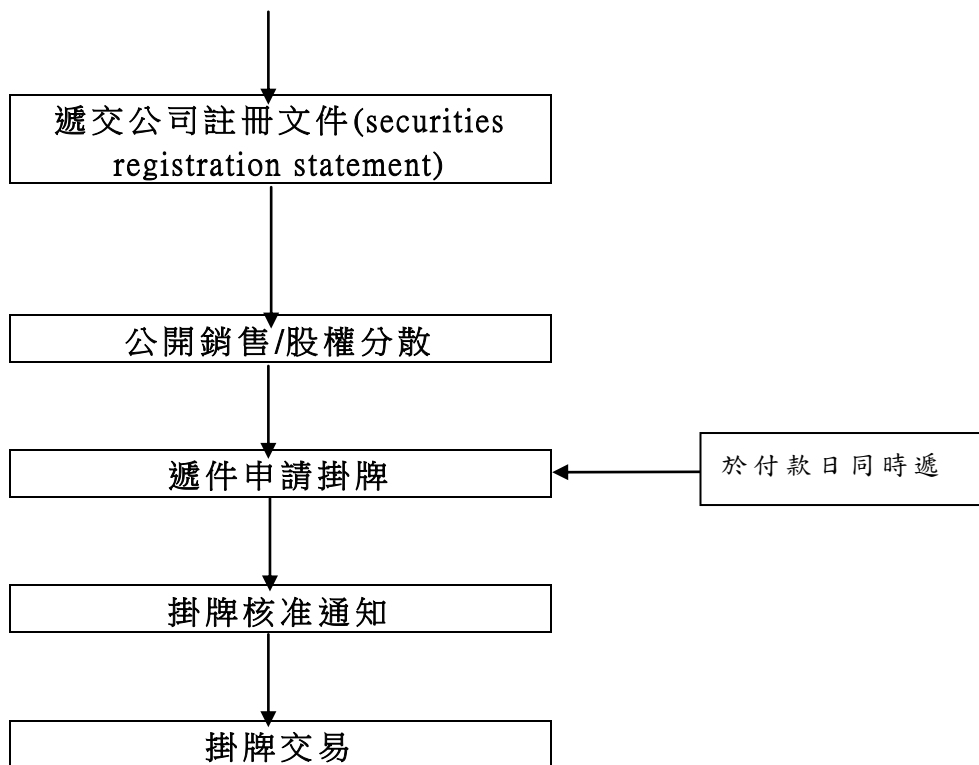 遞交公司註冊文件(securities
registration statement)
公開銷售/股權分散
遞件申請掛牌
於付款日同時遞
掛牌核准通知
掛牌交易